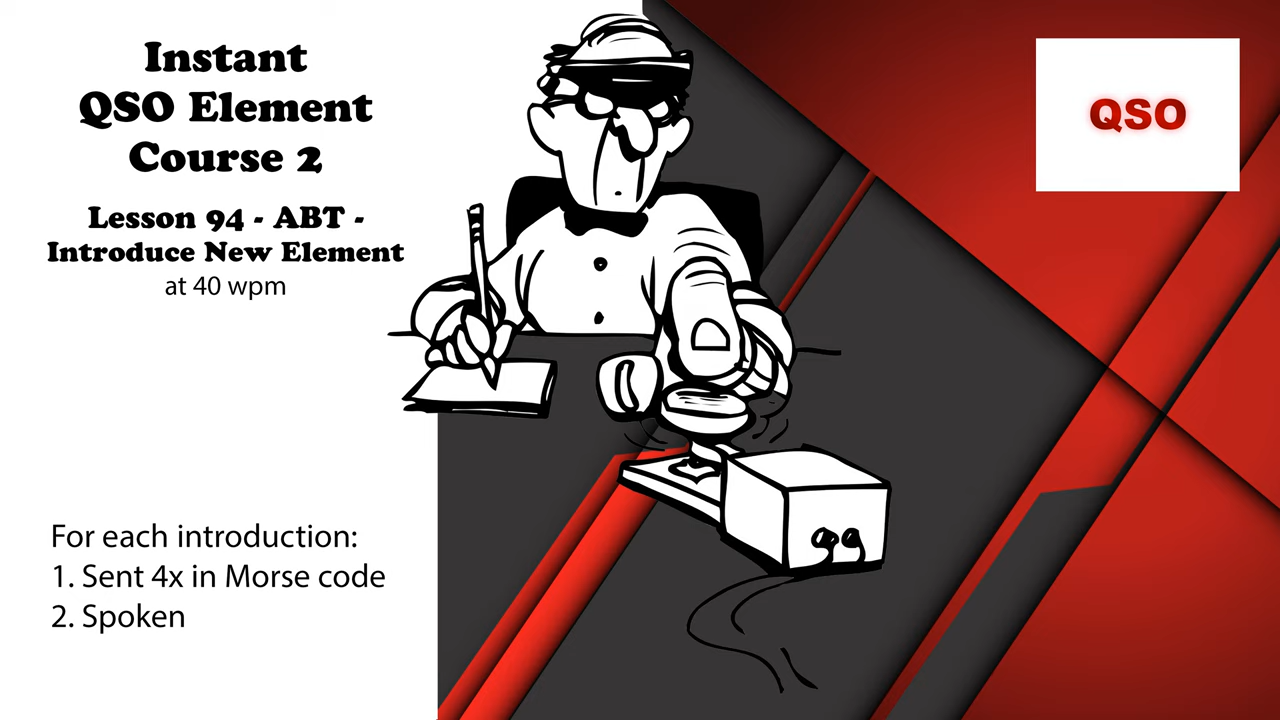 Instant
QSO Element
Course 2
Lesson 94 - ABT -
Introduce New Element
at 40 wpm
QSO
For each introduction:
1. Sent 4x in Morse code
2. Spoken